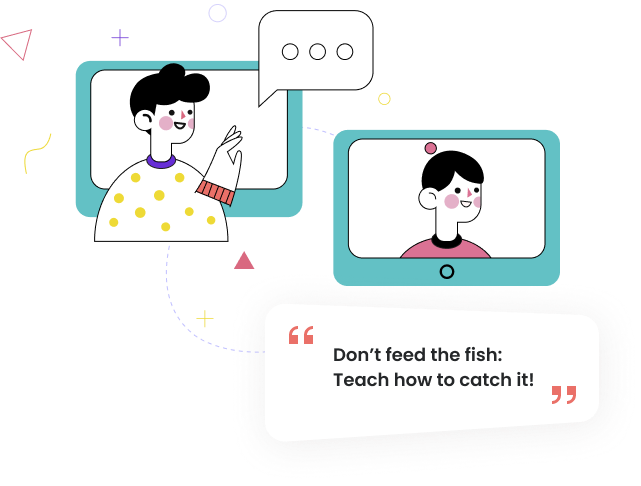 “
Don’t feed the fish:
Teach how to catch it!
”